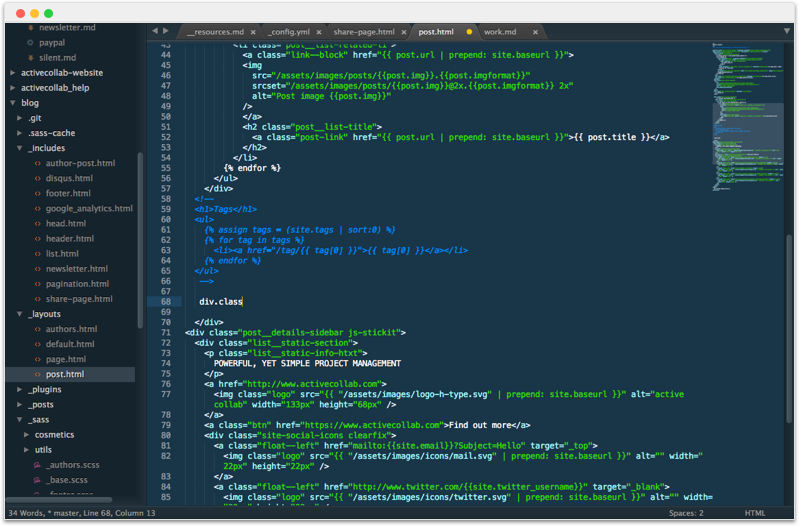 __resources.md
_config.yml
share-page.html
post.html
work.md
newsletter.md
paypal
silent.md
activecollab-website
activecollab_help
blog
.git
.sass-cache
_includes
author-post.html
disqus.html
footer.html
google_analytics.html
head.html
header.html
list.html
newsletter.html
pagination.html
share-page.html
_layouts
authors.html
default.html
page.html
post.html
_plugins
_posts
_sass
cosmetics
utils
_authors.scss
_base.scss
_footer.scss
43 <li class="post__list-related-li">
44 <a class="link--block" href="{{ post.url | prepend: site.baseurl }}">
45 <img
46 src="/assets/images/posts/{{post.img}}.{{post.imgformat}}"
47 srcset="/assets/images/posts/{{post.img}}@2x.{{post.imgformat}} 2x"
48 alt="Post image {{post.img}}"
49 />
50 </a>
51 <h2 class="post__list-title">
52 <a class="post-link" href="{{ post.url | prepend: site.baseurl }}">{{ post.title }}</a>
53 </h2>
54 </li>
55 {% endfor %}
56 </ul>
57 </div>
58 <!--
59 <h1>Tags</h1>
60 <ul>
61 {% assign tags = (site.tags | sort:0) %}
62 {% for tag in tags %}
63 <li><a href="/tag/{{ tag[0] }}">{{ tag[0] }}</a></li>
64 {% endfor %}
65 </ul>
66 -->
67
68 div.class
69
70 </div>
71 <div class="post__details-sidebar js-stickit">
72 <div class="list__static-section">
73 <p class="list__static-info-htxt">
74 POWERFUL, YET SIMPLE PROJECT MANAGEMENT
75 </p>
76 <a href="http://www.activecollab.com">
77 <img class="logo" src="{{ "/assets/images/logo-h-type.svg" | prepend: site.baseurl }}" alt="active
collab" width="133px" height="68px" />
78 </a>
79 <a class="btn" href="https://www.activecollab.com">Find out more</a>
80 <div class="site-social-icons clearfix">
81 <a class="float--left" href="mailto:{{site.email}}?Subject=Hello" target="_top">
82 <img class="logo" src="{{ "/assets/images/icons/mail.svg" | prepend: site.baseurl }}" alt="" width="
22px" height="22px" />
83 </a>
84 <a class="float--left" href="http://www.twitter.com/{{site.twitter_username}}" target="_blank">
85 <img class="logo" src="{{ "/assets/images/icons/twitter.svg" | prepend: site.baseurl }}" alt="" width=
34 Words, * master, Line 68, Column 13
Spaces: 2
HTML